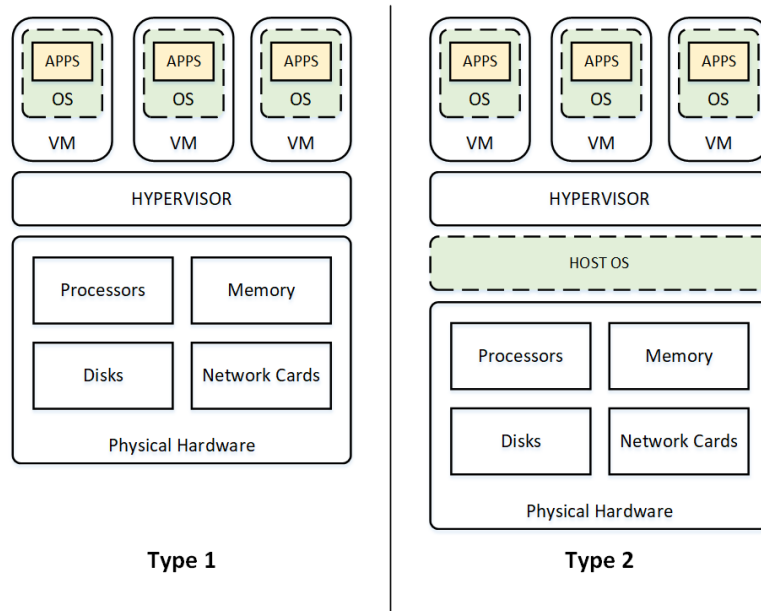 APPS APPS APPS
OS OS OS
VM VM VM
HYPERVISOR
Processors Memory
Disks Network Cards
Physical Hardware
Type 1
APPS APPS APPS
OS OS OS
VM VM VM
HYPERVISOR
HOST OS
Processors Memory
Disks Network Cards
Physical Hardware
Type 2